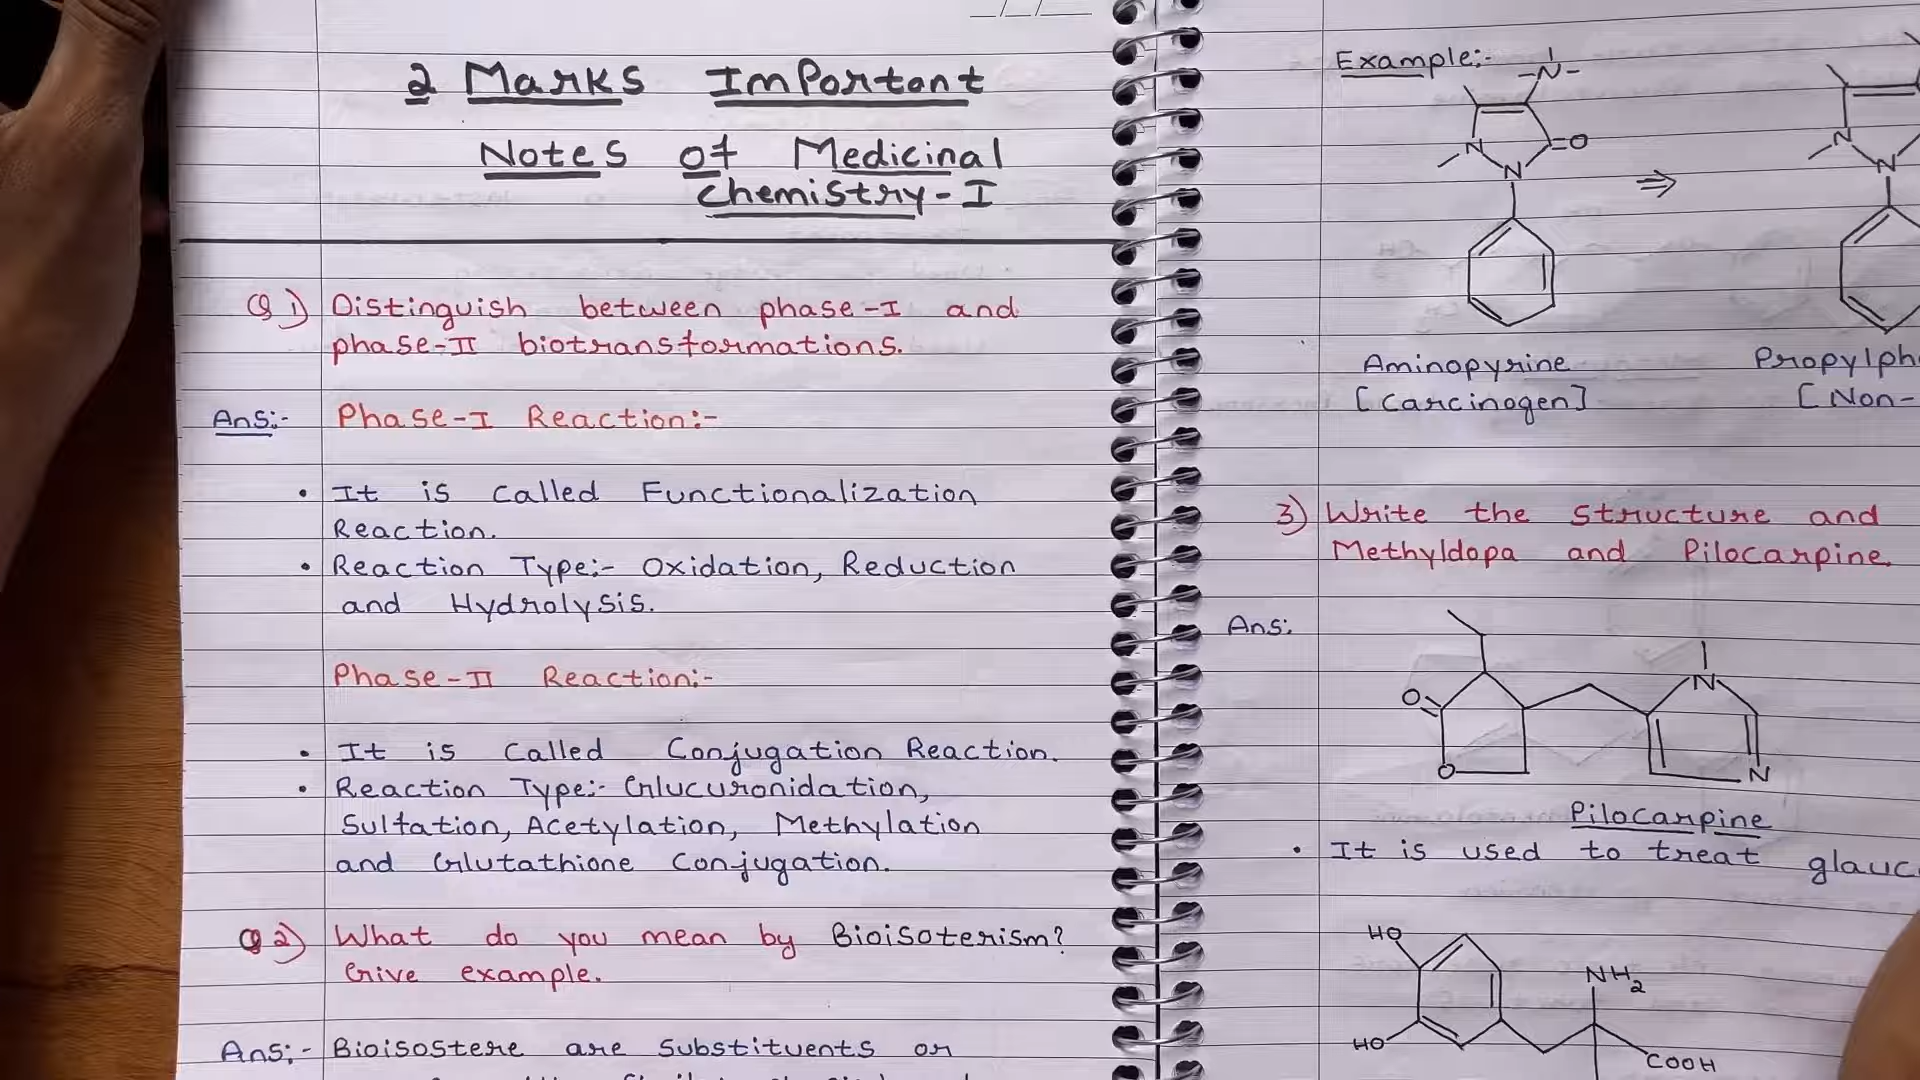 2 Marks ImPortant
Notes of Medicinal
Chemistry-I
Q 1) Distinguish between phase-I and
phase-II biotransformations.
Ans:- Phase-I Reaction:-
• It is called Functionalization
Reaction.
• Reaction Type:- Oxidation, Reduction
and Hydrolysis.
Phase-II Reaction:-
• It is Called Conjugation Reaction.
• Reaction Type:- Glucuronidation,
Sulfation, Acetylation, Methylation
and Glutathione Conjugation.
Q 2) What do you mean by Bioisoterism?
Give example.
Ans:- Bioisostere are substituents or
Example:-
-N-
N
N
=O
⇒
N
N
Aminopyrine
[Carcinogen]
Propylph
[Non-
3) Write the structure and
Methyldopa and Pilocarpine.
Ans:
O
O
N
N
Pilocarpine
• It is used to treat glauc
HO
HO
NH2
COOH